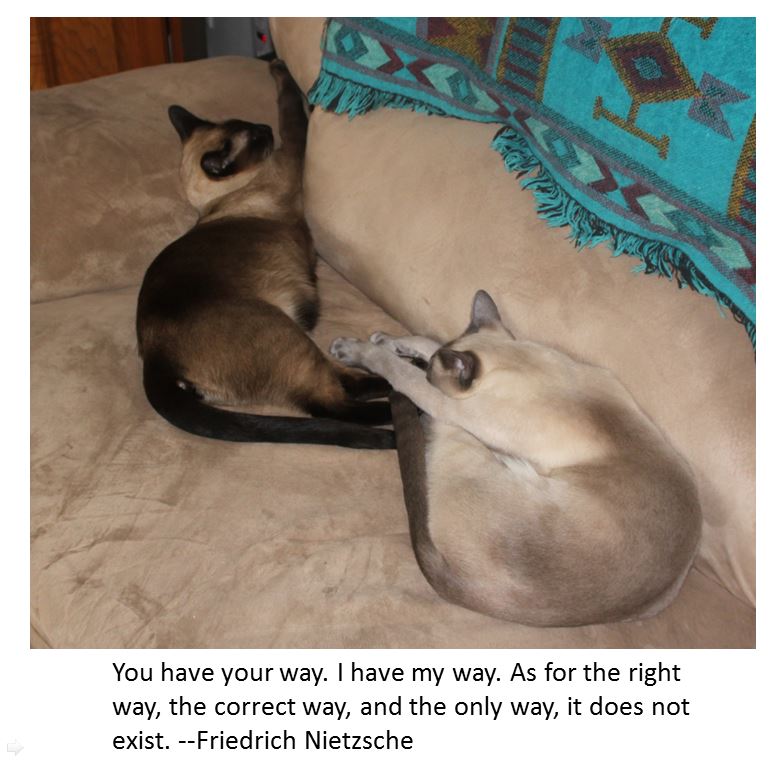 You have your way. I have my way. As for the right
way, the correct way, and the only way, it does not
exist. --Friedrich Nietzsche